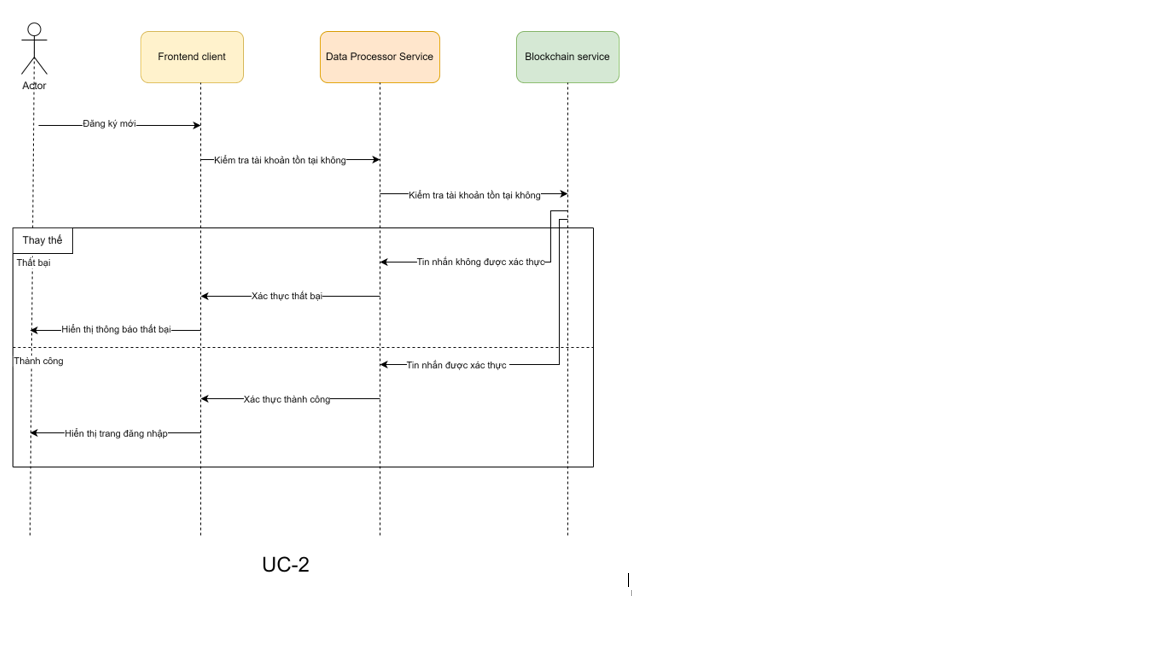 Frontend client
Data Processor Service
Blockchain service
Actor
Đăng ký mới
Kiểm tra tài khoản tồn tại không
Kiểm tra tài khoản tồn tại không
Thay thế
Thất bại
Tin nhắn không được xác thực
Xác thực thất bại
Hiển thị thông báo thất bại
Thành công
Tin nhắn được xác thực
Xác thực thành công
Hiển thị trang đăng nhập
UC-2